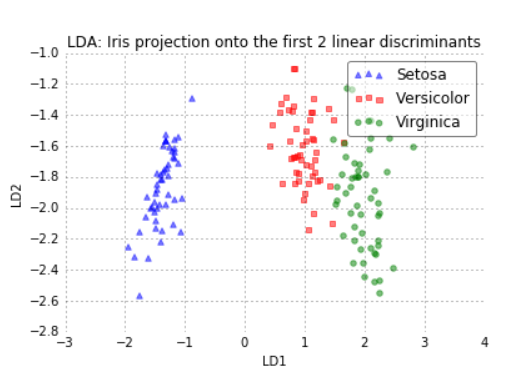 LDA: Iris projection onto the first 2 linear discriminants
−1.0
−1.2
−1.4
−1.6
−1.8
−2.0
−2.2
−2.4
−2.6
−2.8
LD2
Setosa
Versicolor
Virginica
−3 −2 −1 0 1 2 3 4
LD1